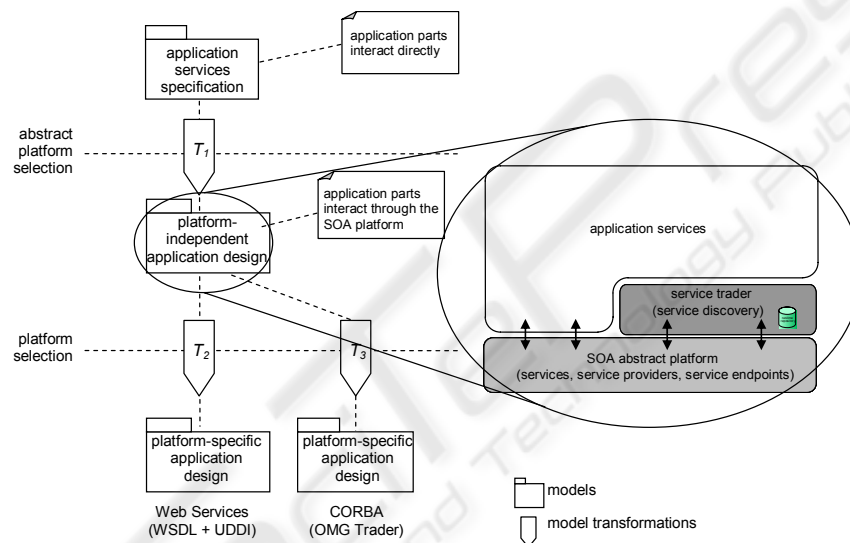 application
services
specification
application parts
interact directly
abstract
platform
selection
T1
application parts
interact through the
SOA platform
platform-
independent
application design
application services
service trader
(service discovery)
SOA abstract platform
(services, service providers, service endpoints)
platform
selection
T2
T3
platform-specific
application
design
platform-specific
application
design
Web Services
(WSDL + UDDI)
CORBA
(OMG Trader)
models
model transformations